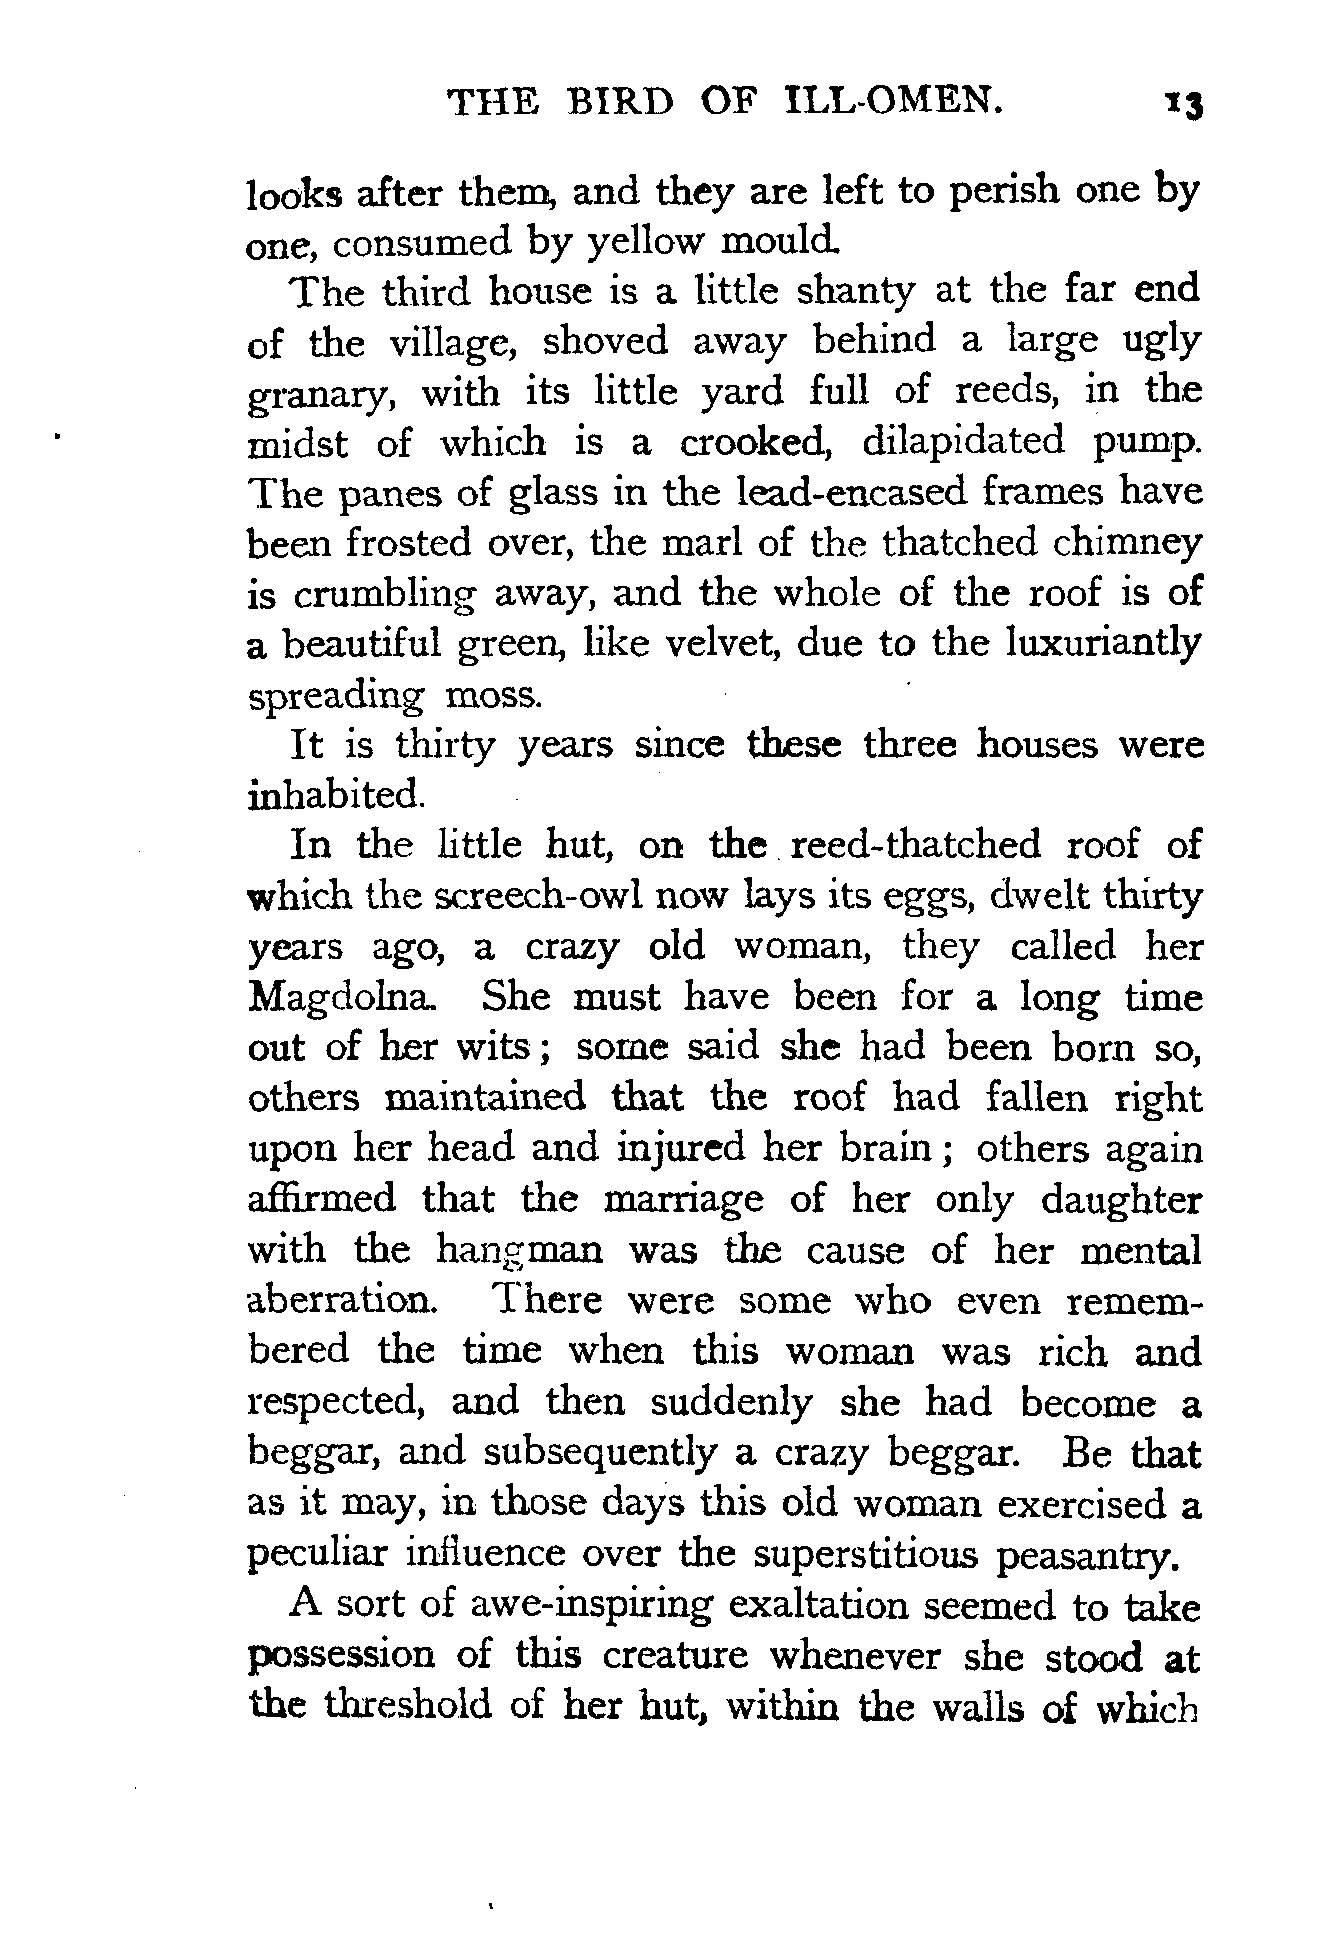 THE BIRD OF ILL-OMEN. 13
looks after them, and they are left to perish one by
one, consumed by yellow mould.
The third house is a little shanty at the far end
of the village, shoved away behind a large ugly
granary, with its little yard full of reeds, in the
midst of which is a crooked, dilapidated pump.
The panes of glass in the lead-encased frames have
been frosted over, the marl of the thatched chimney
is crumbling away, and the whole of the roof is of
a beautiful green, like velvet, due to the luxuriantly
spreading moss.
It is thirty years since these three houses were
inhabited.
In the little hut, on the reed-thatched roof of
which the screech-owl now lays its eggs, dwelt thirty
years ago, a crazy old woman, they called her
Magdolna. She must have been for a long time
out of her wits; some said she had been born so,
others maintained that the roof had fallen right
upon her head and injured her brain; others again
affirmed that the marriage of her only daughter
with the hangman was the cause of her mental
aberration. There were some who even remem-
bered the time when this woman was rich and
respected, and then suddenly she had become a
beggar, and subsequently a crazy beggar. Be that
as it may, in those days this old woman exercised a
peculiar influence over the superstitious peasantry.
A sort of awe-inspiring exaltation seemed to take
possession of this creature whenever she stood at
the threshold of her hut, within the walls of which